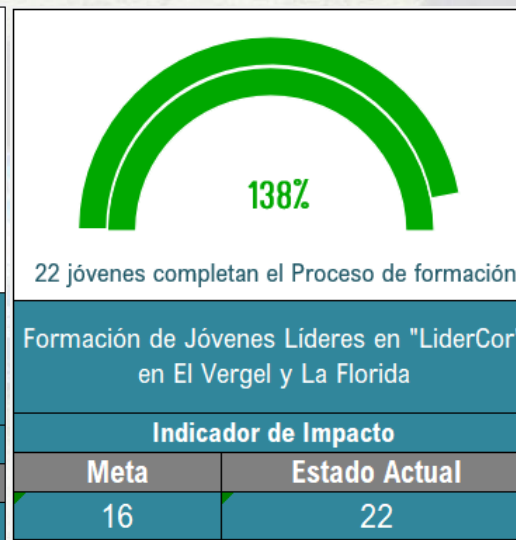 138%
22 jóvenes completan el Proceso de formación
Formación de Jóvenes Líderes en "LiderCor"
en El Vergel y La Florida
Indicador de Impacto
Meta Estado Actual
16 22